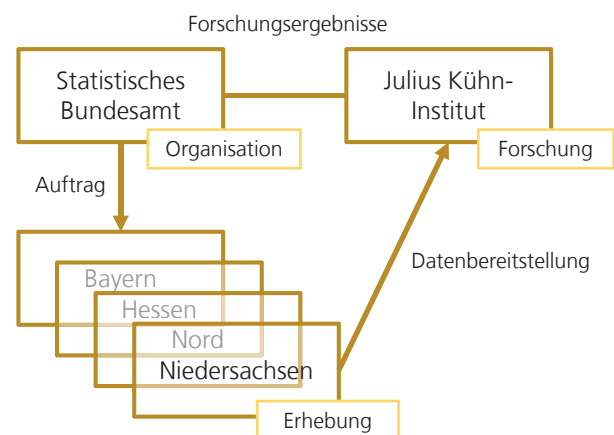 Forschungsergebnisse
Statistisches
Bundesamt
Organisation
Julius Kühn-
Institut
Forschung
Auftrag
Datenbereitstellung
Bayern
Hessen
Nord
Niedersachsen
Erhebung